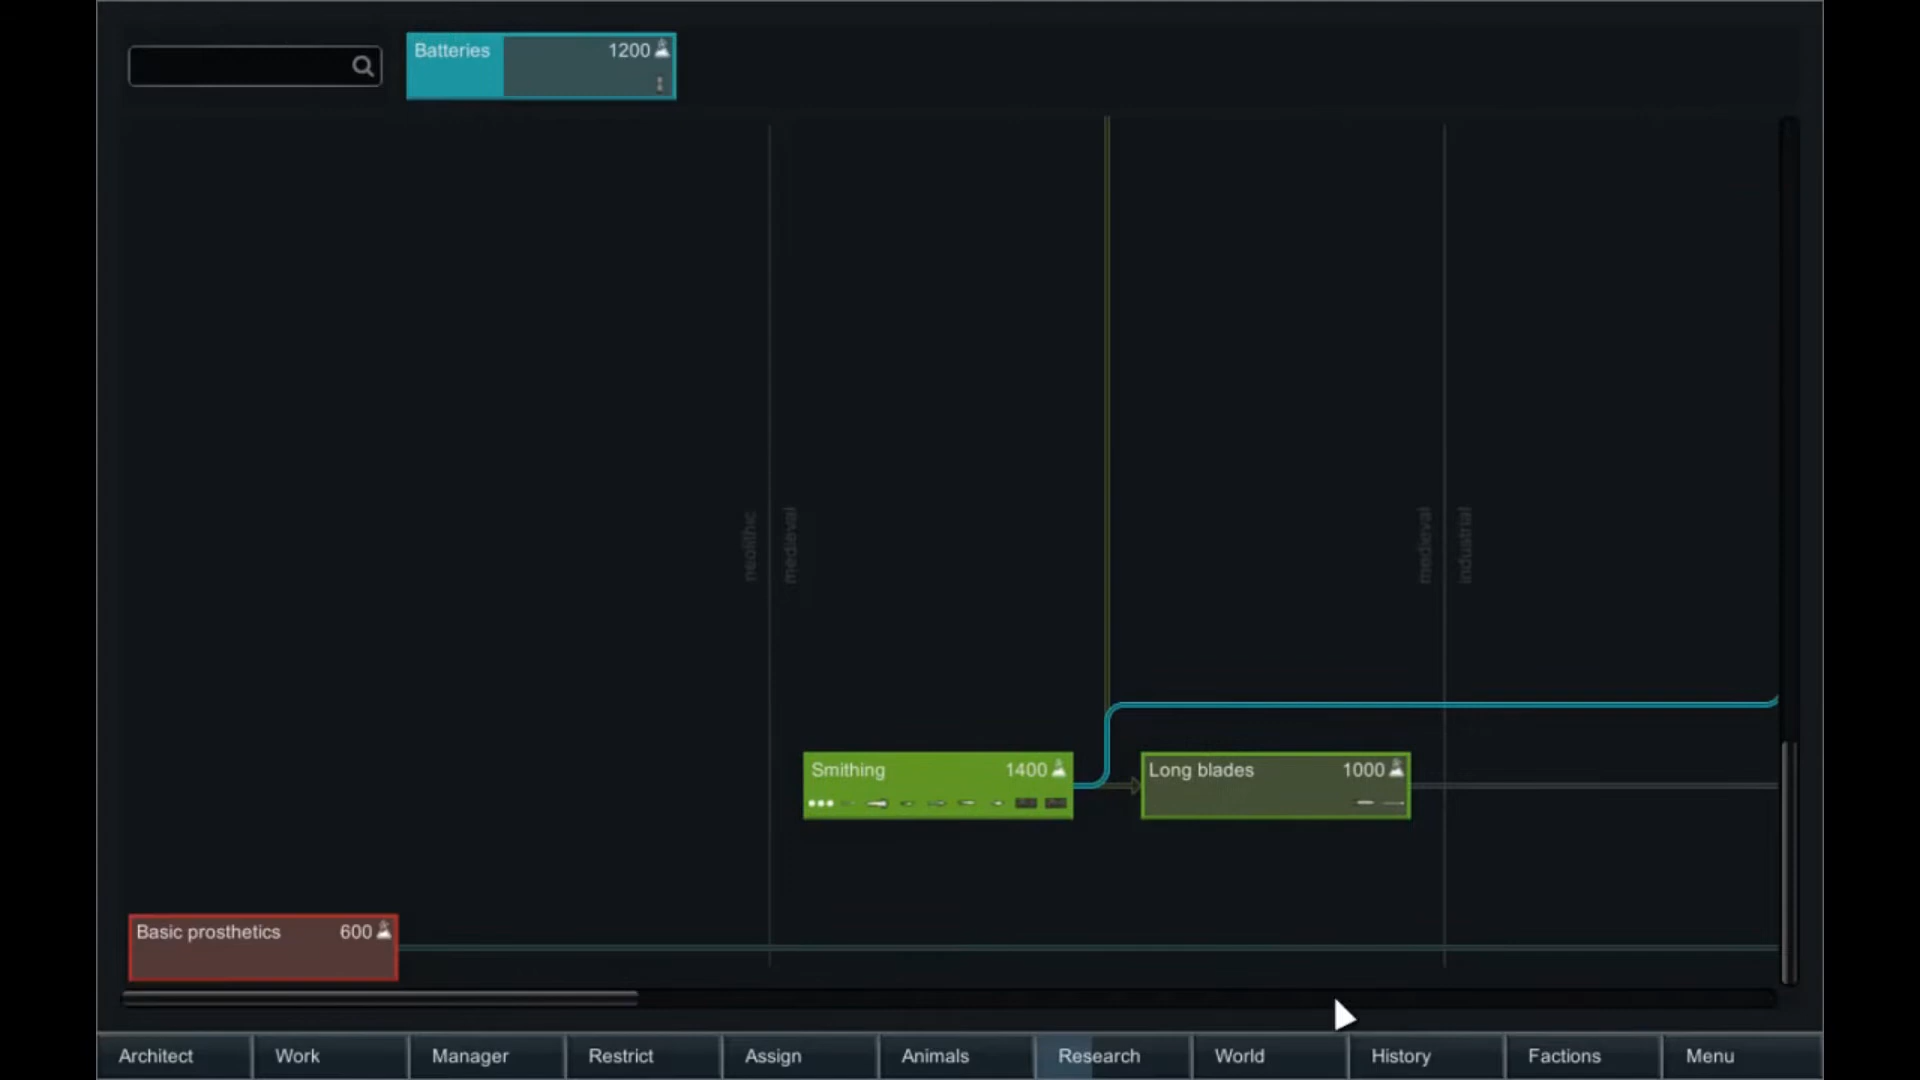 Batteries 1200
neolithic
medieval
medieval
industrial
Smithing 1400
Long blades 1000
Basic prosthetics 600
Architect Work Manager Restrict Assign Animals Research World History Factions Menu